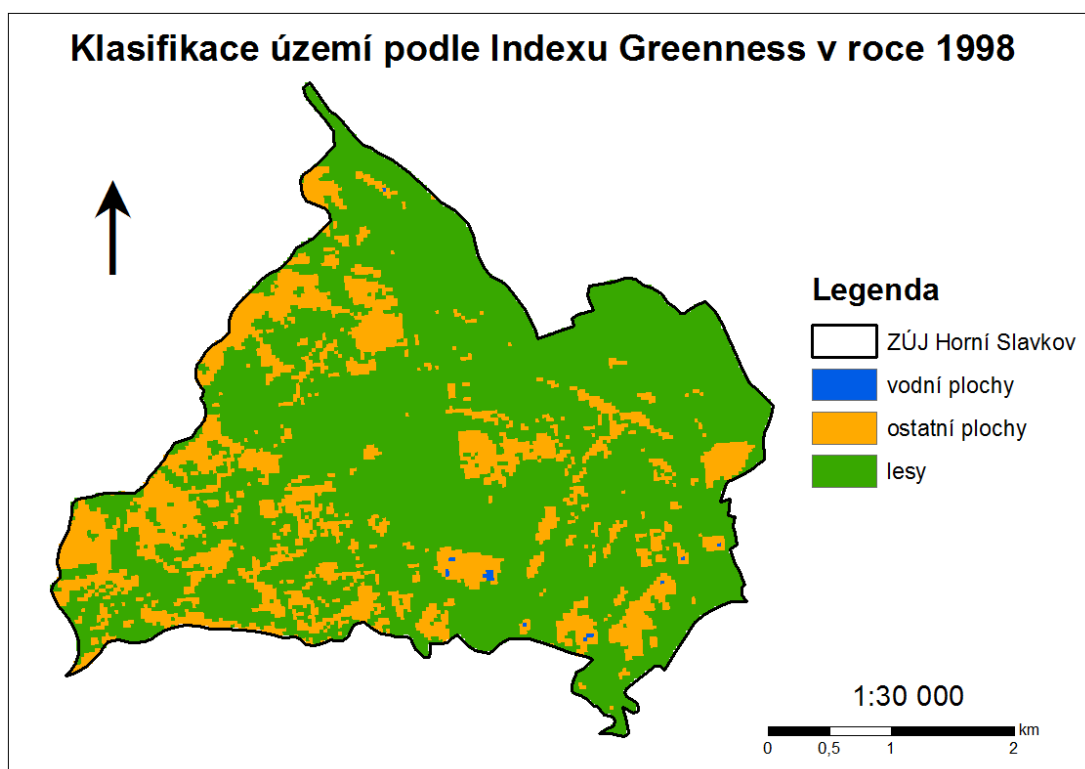 Klasifikace území podle Indexu Greenness v roce 1998
Legenda
ZÚJ Horní Slavkov
vodní plochy
ostatní plochy
lesy
1:30 000
km
0 0,5 1 2